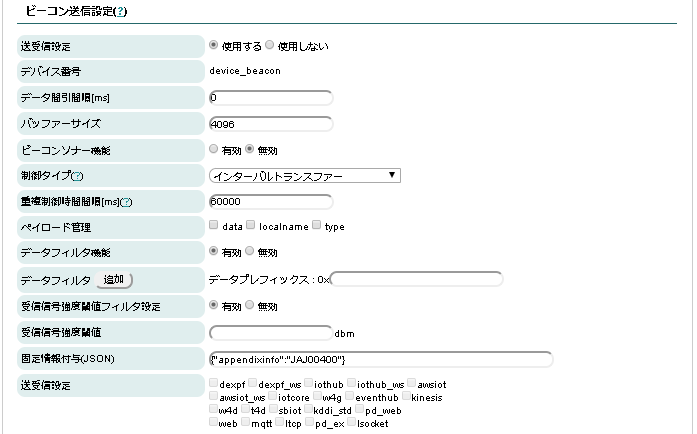 ビーコン送信設定(?)
送受信設定 使用する 使用しない
デバイス番号 device_beacon
データ間引間隔[ms] 0
バッファーサイズ 4096
ビーコンソナー機能 有効 無効
制御タイプ(?) インターバルトランスファー
重複制御時間間隔[ms](?) 60000
ペイロード管理 data localname type
データフィルタ機能 有効 無効
データフィルタ 追加 データプレフィックス : 0x
受信信号強度閾値フィルタ設定 有効 無効
受信信号強度閾値 dbm
固定情報付与(JSON) {"appendixinfo":"JAJ00400"}
送受信設定 dexpf dexpf_ws iothub iothub_ws awsiot
awsiot_ws iotcore w4g eventhub kinesis
w4d t4d sbiot kddi_std pd_web
web mqtt ltcp pd_ex lsocket